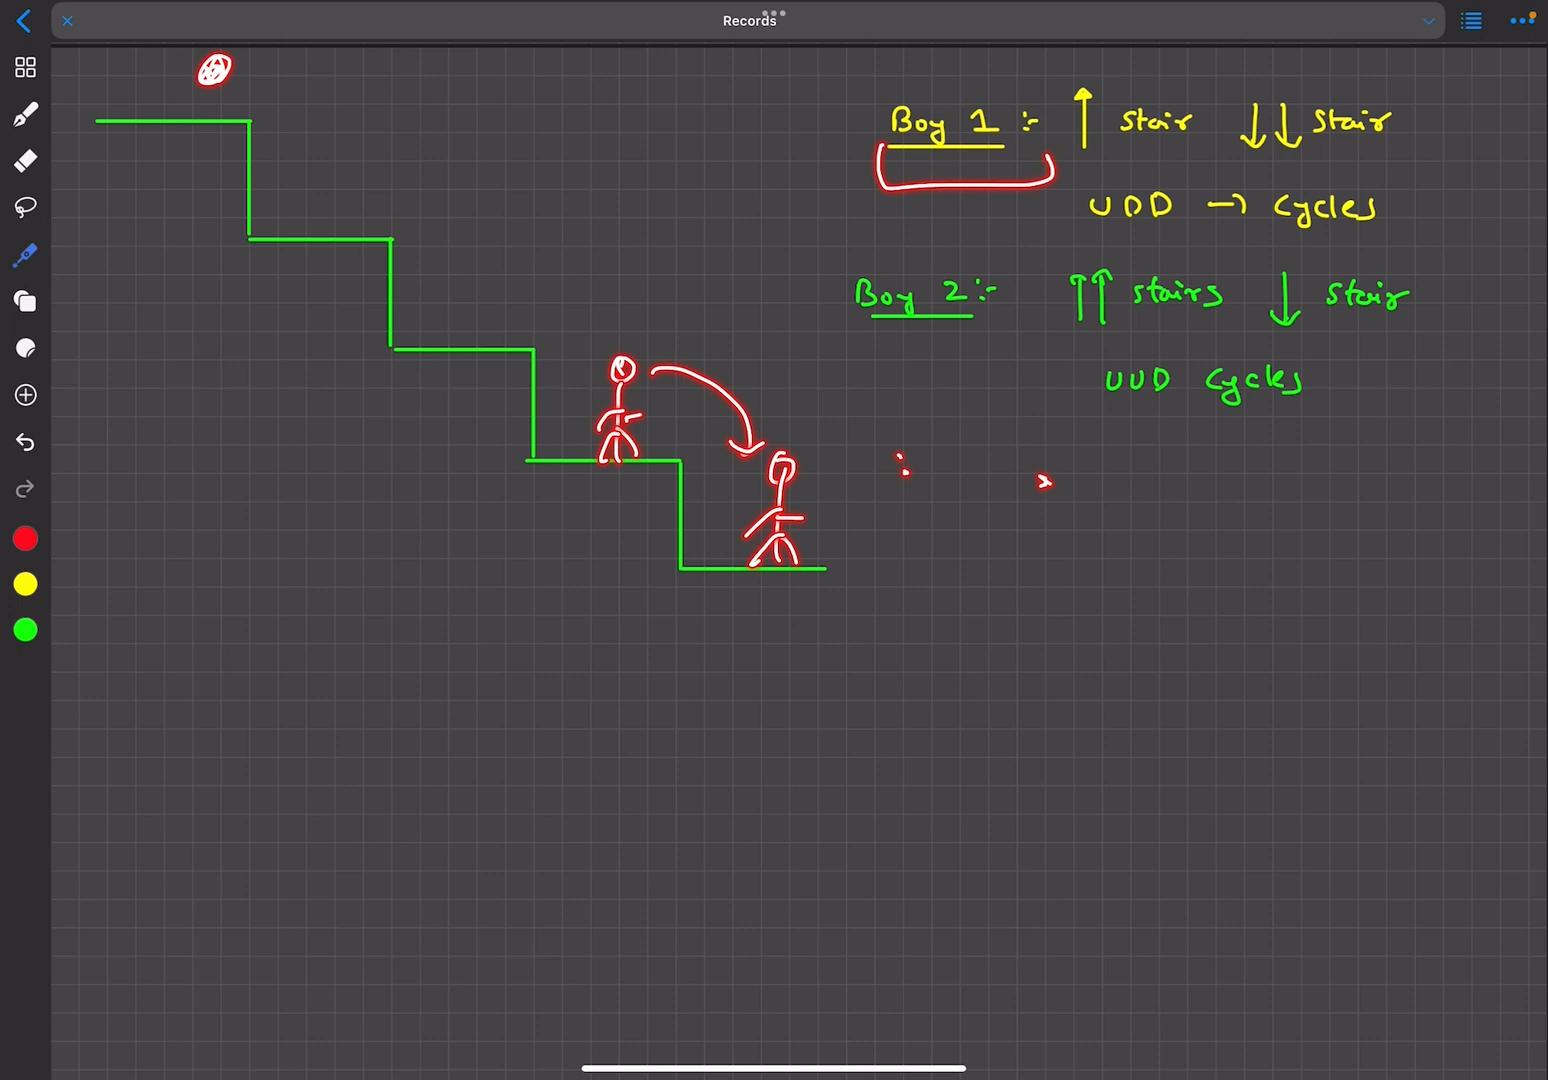 Records
Boy 1 :- ↑ Stair ↓↓ Stair
UDD → Cycles
Boy 2 :- ↑↑ Stairs ↓ Stair
UUD Cycles